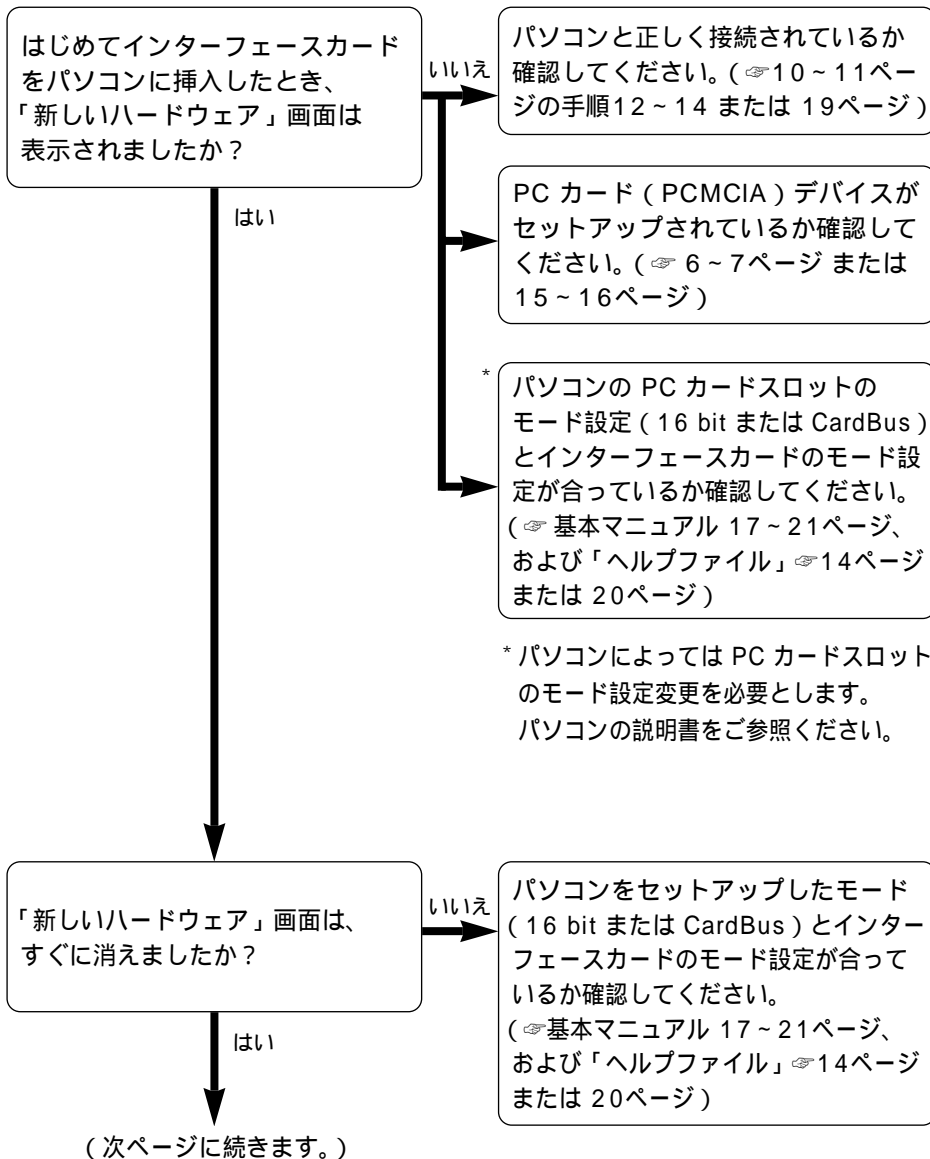 はじめてインターフェースカード
をパソコンに挿入したとき、
「新しいハードウェア」画面は
表示されましたか？
いいえ
パソコンと正しく接続されているか
確認してください。（☞10～11ペー
ジの手順12～14 または 19ページ）
はい
PC カード（PCMCIA）デバイスが
セットアップされているか確認して
ください。（☞ 6～7ページ または
15～16ページ）
*
パソコンの PC カードスロットの
モード設定（16 bit または CardBus）
とインターフェースカードのモード設
定が合っているか確認してください。
（☞ 基本マニュアル 17～21ページ、
および「ヘルプファイル」☞14ページ
または 20ページ）
* パソコンによっては PC カードスロット
のモード設定変更を必要とします。
パソコンの説明書をご参照ください。
「新しいハードウェア」画面は、
すぐに消えましたか？
いいえ
パソコンをセットアップしたモード
（16 bit または CardBus）とインター
フェースカードのモード設定が合って
いるか確認してください。
（☞基本マニュアル 17～21ページ、
および「ヘルプファイル」☞14ページ
または 20ページ）
はい
（次ページに続きます。）